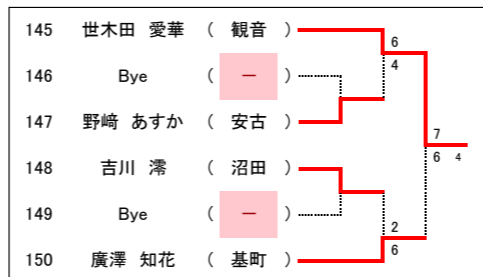 145 世木田 愛華 ( 観音 )
6
4
146 Bye ( ー )
147 野﨑 あすか ( 安古 )
7
6 4
148 吉川 澪 ( 沼田 )
149 Bye ( ー )
2
6
150 廣澤 知花 ( 基町 )